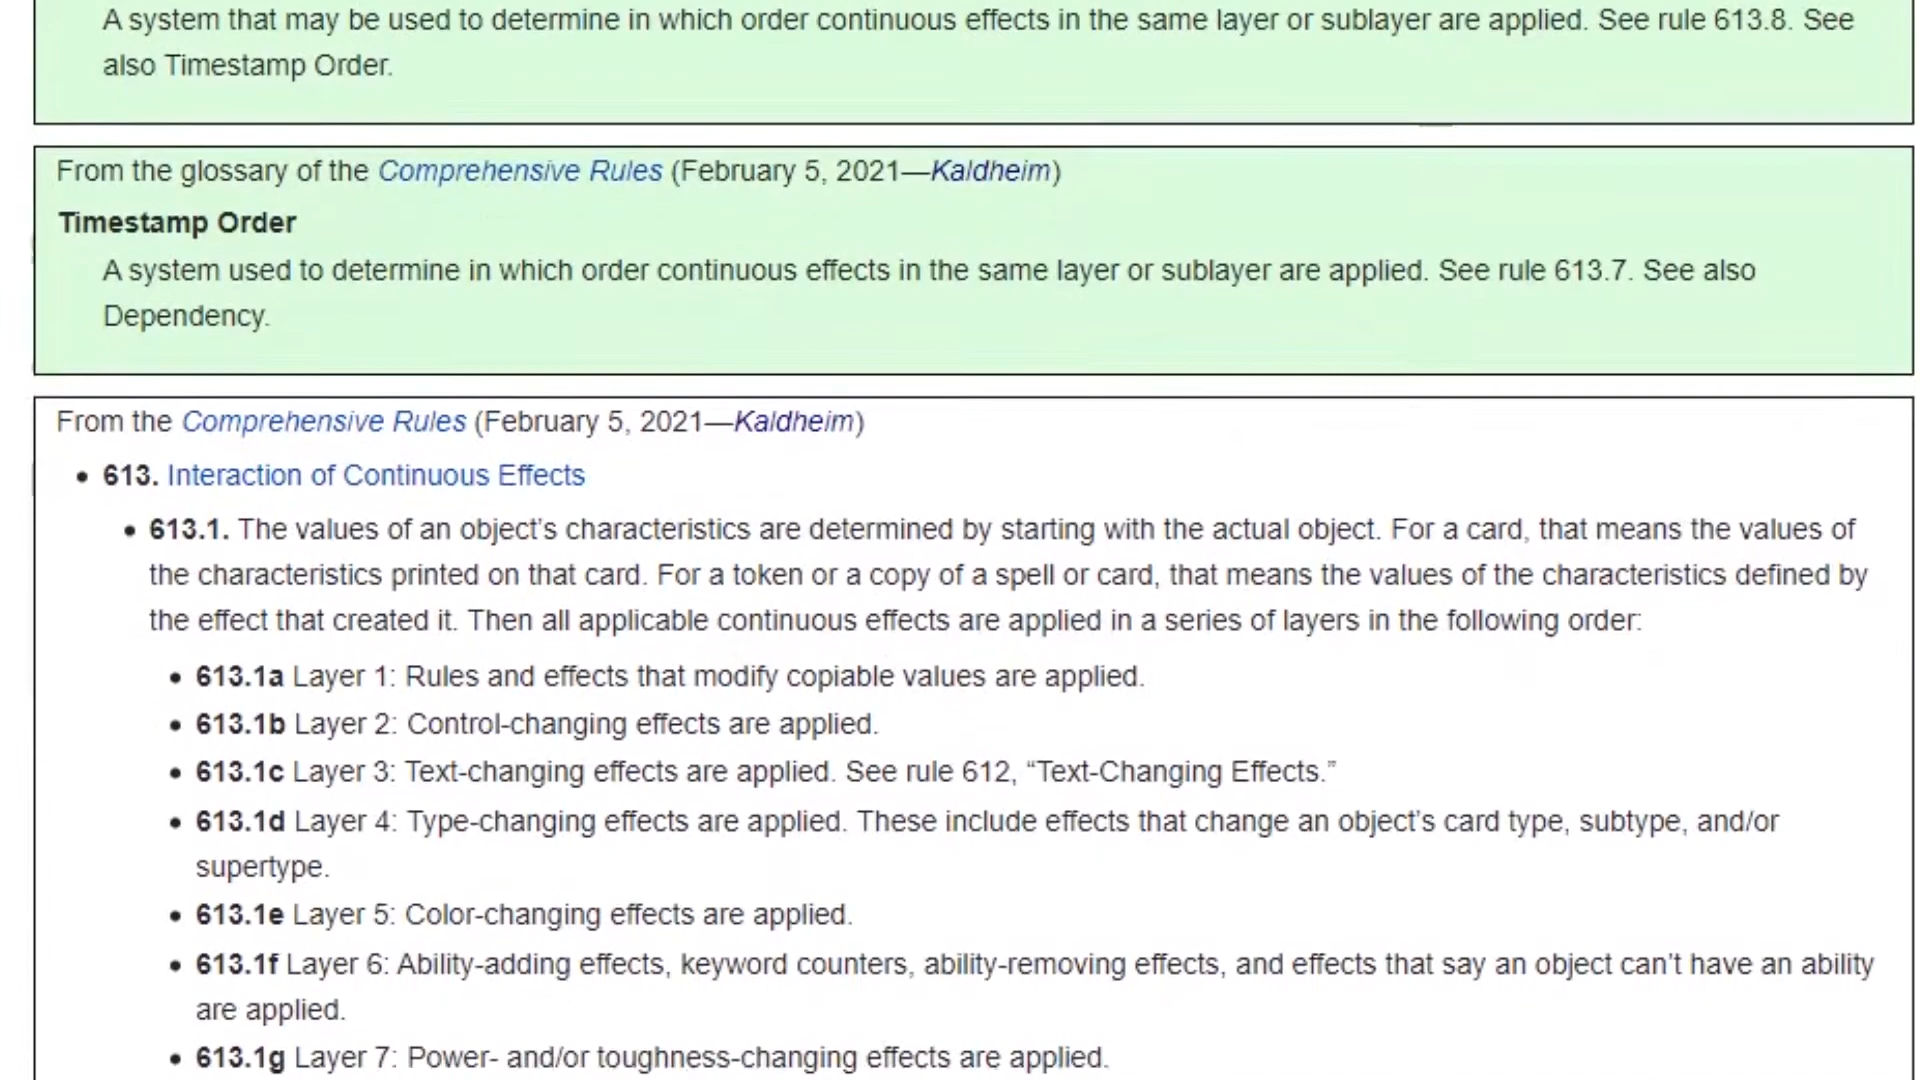 A system that may be used to determine in which order continuous effects in the same layer or sublayer are applied. See rule 613.8. See
also Timestamp Order.
From the glossary of the Comprehensive Rules (February 5, 2021—Kaldheim)
Timestamp Order
A system used to determine in which order continuous effects in the same layer or sublayer are applied. See rule 613.7. See also
Dependency.
From the Comprehensive Rules (February 5, 2021—Kaldheim)
• 613. Interaction of Continuous Effects
• 613.1. The values of an object’s characteristics are determined by starting with the actual object. For a card, that means the values of
the characteristics printed on that card. For a token or a copy of a spell or card, that means the values of the characteristics defined by
the effect that created it. Then all applicable continuous effects are applied in a series of layers in the following order:
• 613.1a Layer 1: Rules and effects that modify copiable values are applied.
• 613.1b Layer 2: Control-changing effects are applied.
• 613.1c Layer 3: Text-changing effects are applied. See rule 612, “Text-Changing Effects.”
• 613.1d Layer 4: Type-changing effects are applied. These include effects that change an object’s card type, subtype, and/or
supertype.
• 613.1e Layer 5: Color-changing effects are applied.
• 613.1f Layer 6: Ability-adding effects, keyword counters, ability-removing effects, and effects that say an object can’t have an ability
are applied.
• 613.1g Layer 7: Power- and/or toughness-changing effects are applied.